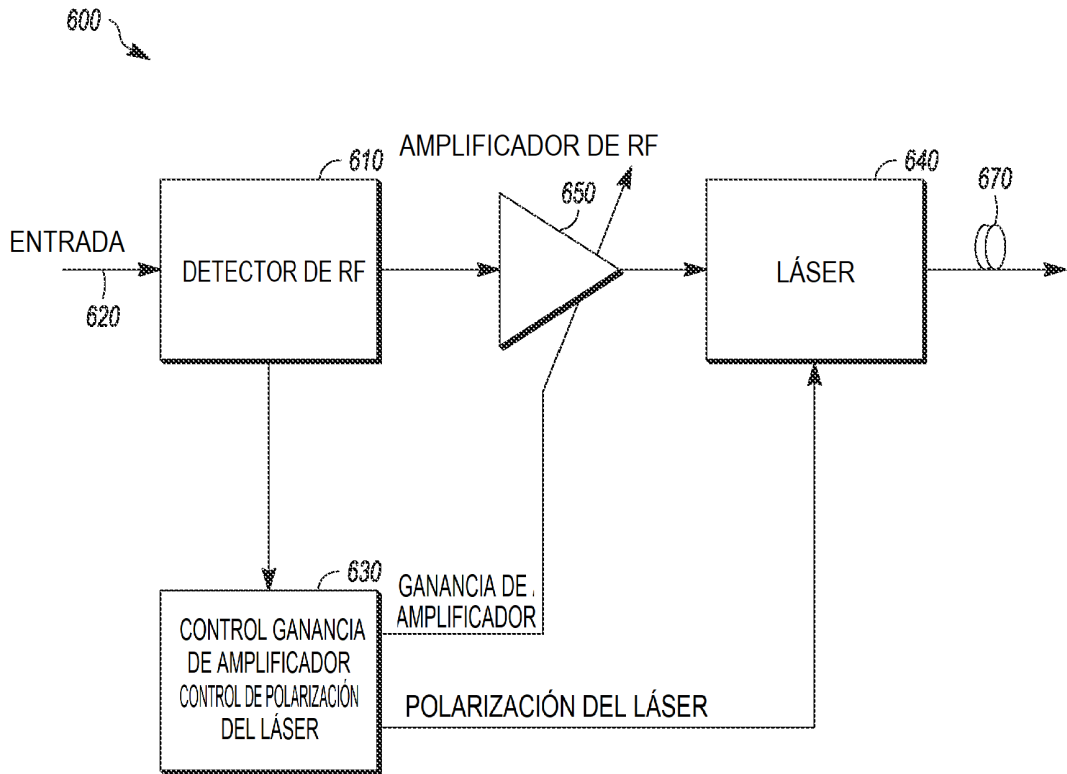 600
AMPLIFICADOR DE RF
610
650
640
670
ENTRADA
620
DETECTOR DE RF
LÁSER
630
CONTROL GANANCIA
DE AMPLIFICADOR
CONTROL DE POLARIZACIÓN
DEL LÁSER
GANANCIA DE
AMPLIFICADOR
POLARIZACIÓN DEL LÁSER